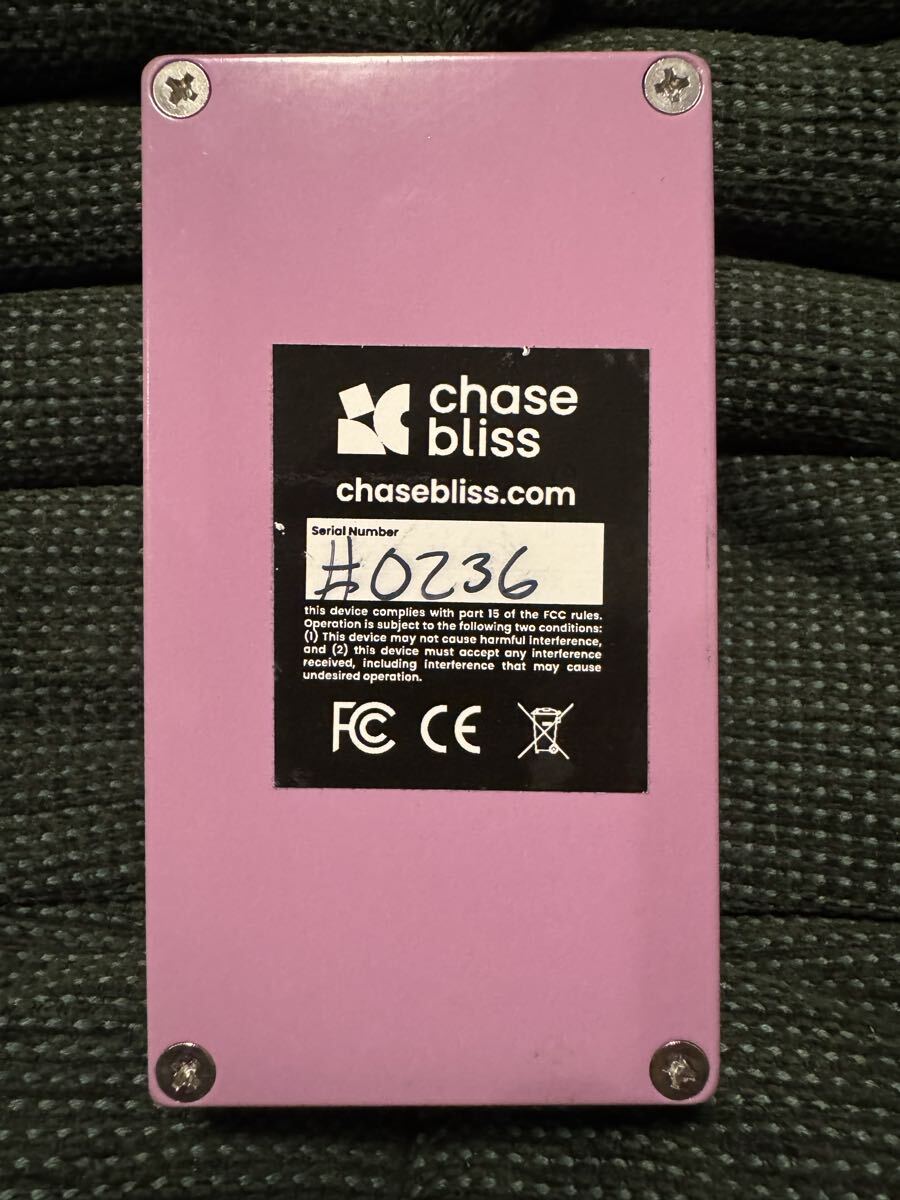 chase
bliss
chasebliss.com
Serial Number
#0236
this device complies with part 15 of the FCC rules.
Operation is subject to the following two conditions:
(1) This device may not cause harmful interference,
and (2) this device must accept any interference
received, including interference that may cause
undesired operation.
FC CE